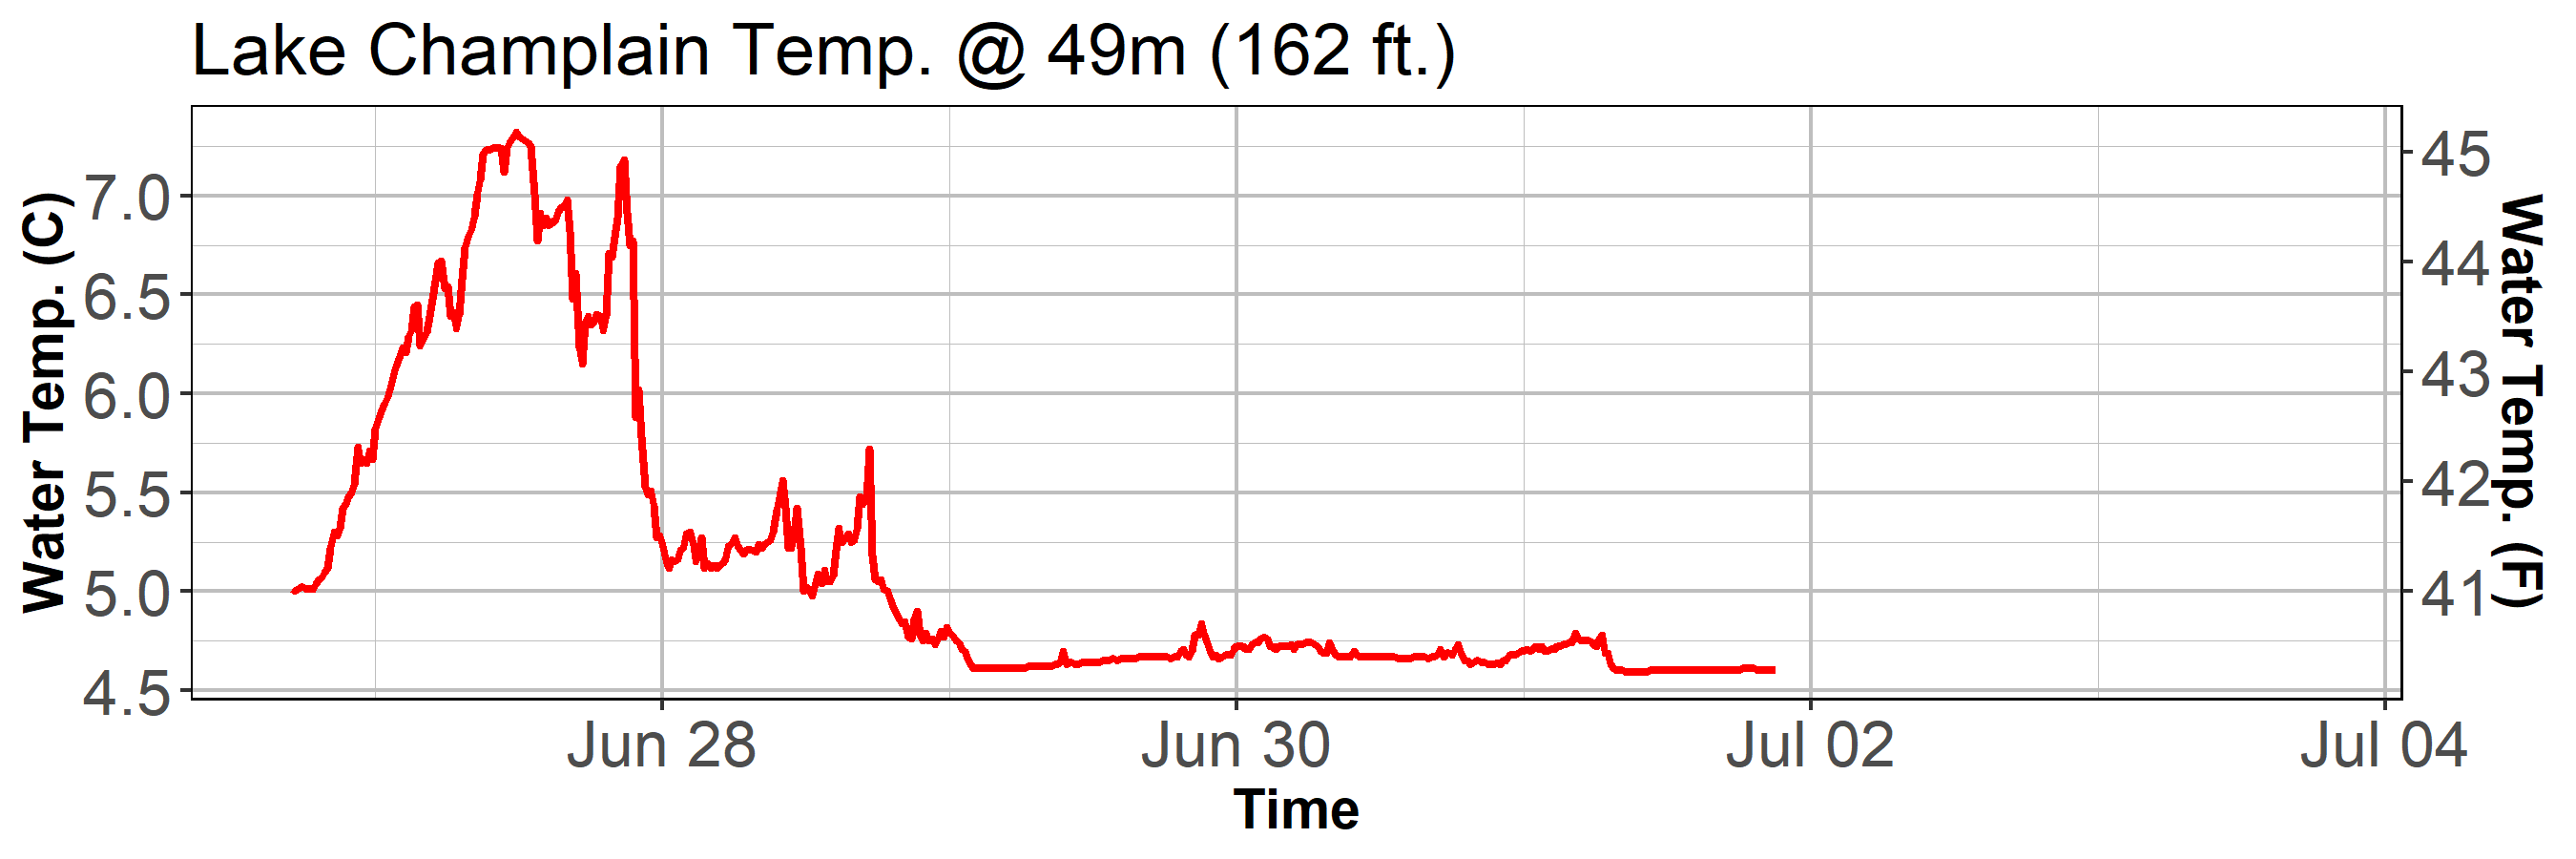 Lake Champlain Temp. @ 49m (162 ft.)
Water Temp. (C)
7.0
6.5
6.0
5.5
5.0
4.5
45
44
43
42
41
Water Temp. (F)
Jun 28 Jun 30 Jul 02 Jul 04
Time